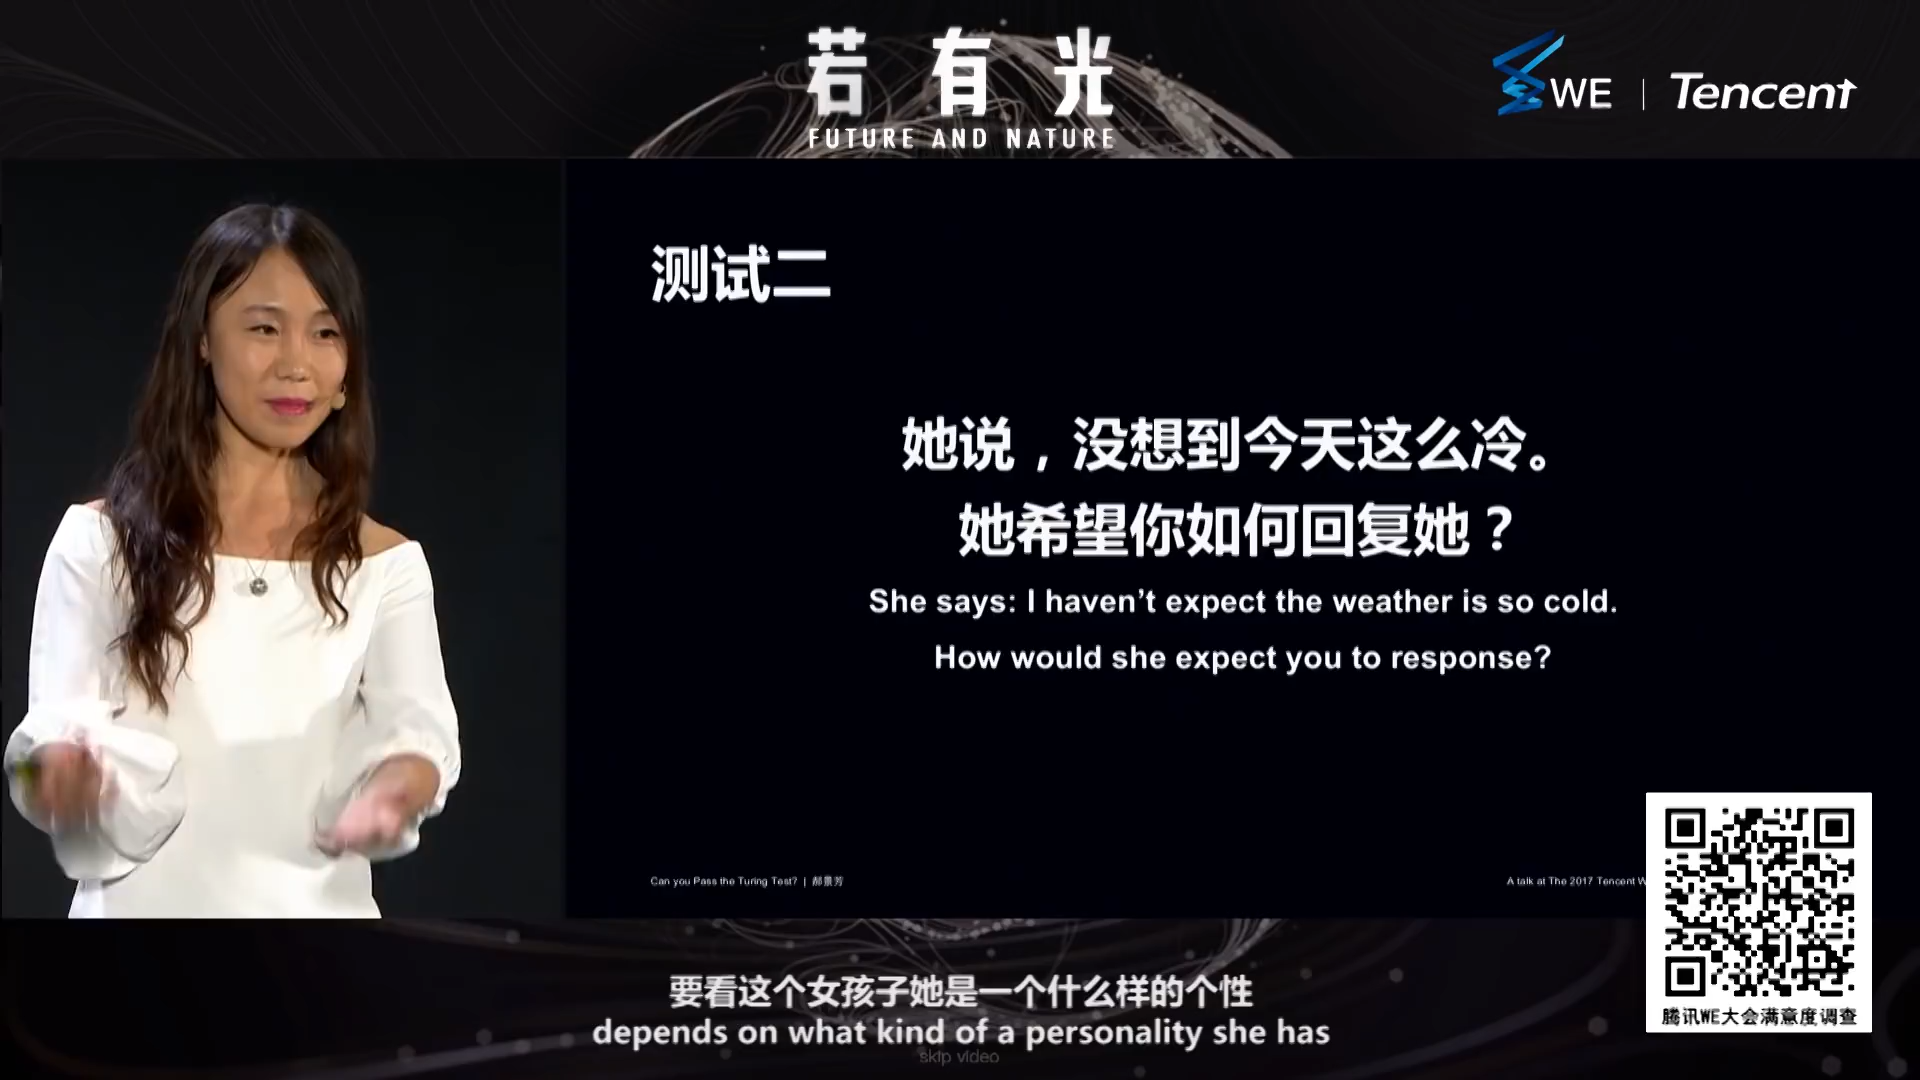 若有光
FUTURE AND NATURE
WE | Tencent
测试二
她说，没想到今天这么冷。
她希望你如何回复她？
She says: I haven’t expect the weather is so cold.
How would she expect you to response?
Can you Pass the Turing Test? | 郝景芳
A talk at The 2017 Tencent W
腾讯WE大会满意度调查
要看这个女孩子她是一个什么样的个性
depends on what kind of a personality she has
skip video